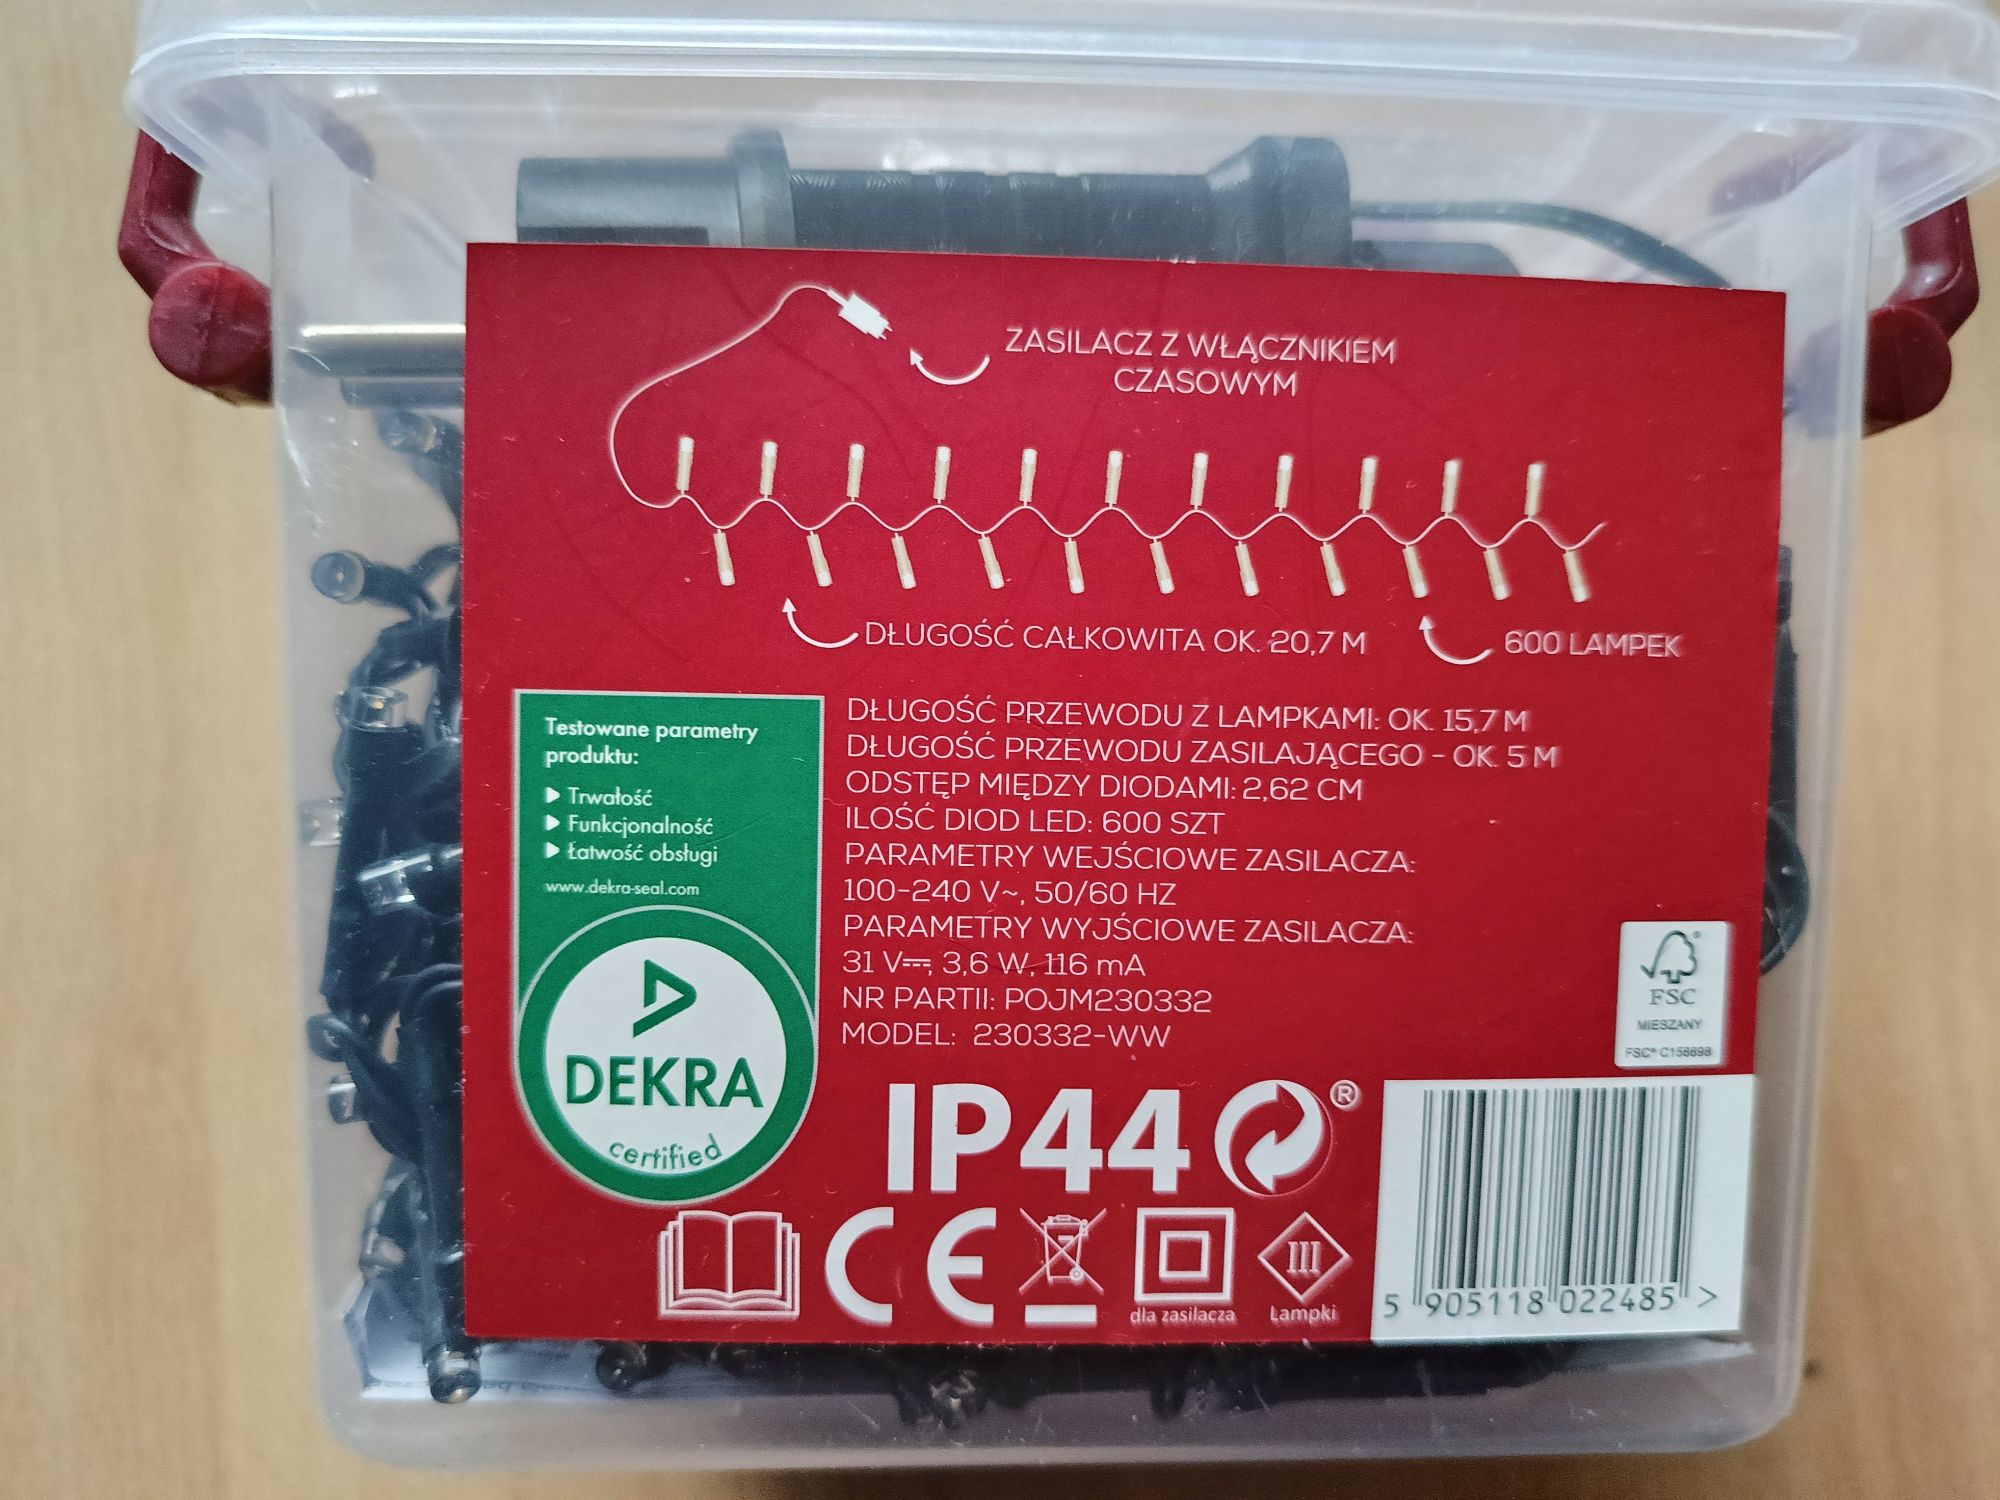 ZASILACZ Z WŁĄCZNIKIEM
CZASOWYM
DŁUGOŚĆ CAŁKOWITA OK. 20,7 M
600 LAMPEK
Testowane parametry
produktu:
Trwałość
Funkcjonalność
Łatwość obsługi
www.dekra-seal.com
DEKRA
certified
DŁUGOŚĆ PRZEWODU Z LAMPKAMI: OK. 15,7 M
DŁUGOŚĆ PRZEWODU ZASILAJĄCEGO - OK. 5 M
ODSTĘP MIĘDZY DIODAMI: 2,62 CM
ILOŚĆ DIOD LED: 600 SZT
PARAMETRY WEJŚCIOWE ZASILACZA:
100-240 V~, 50/60 HZ
PARAMETRY WYJŚCIOWE ZASILACZA:
31 V⎓, 3,6 W, 116 mA
NR PARTII: POJM230332
MODEL: 230332-WW
FSC
MIESZANY
FSC® C156698
IP44 ®
CE
dla zasilacza
III
Lampki
5 905118 022485 >